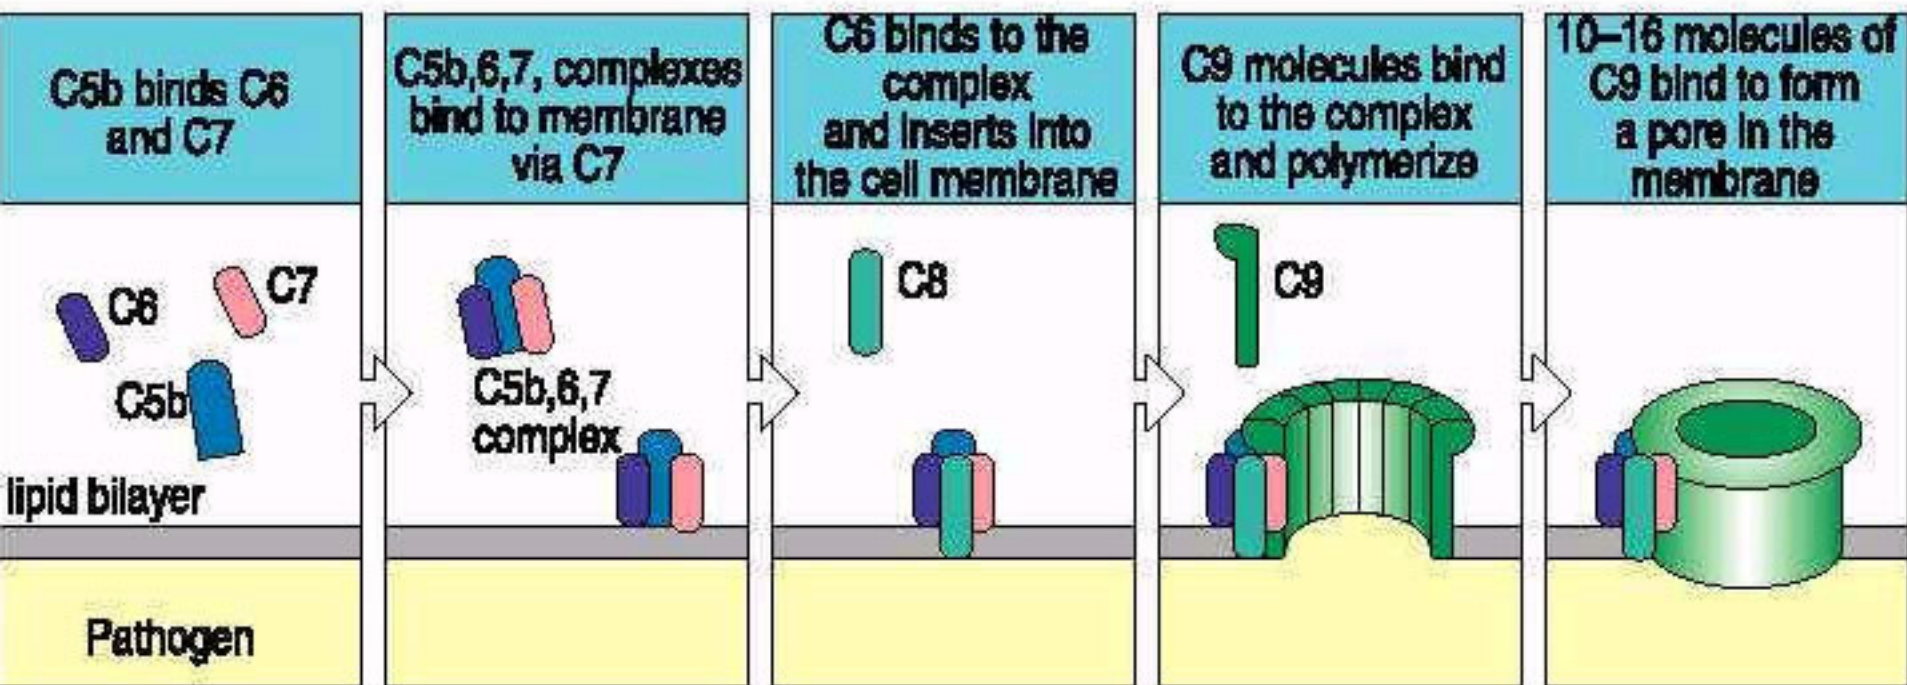 C5b binds C6
and C7
C5b,6,7, complexes
bind to membrane
via C7
C6 binds to the
complex
and inserts into
the cell membrane
C9 molecules bind
to the complex
and polymerize
10–16 molecules of
C9 bind to form
a pore in the
membrane
C6
C7
C5b
lipid bilayer
Pathogen
C5b,6,7
complex
C8
C9